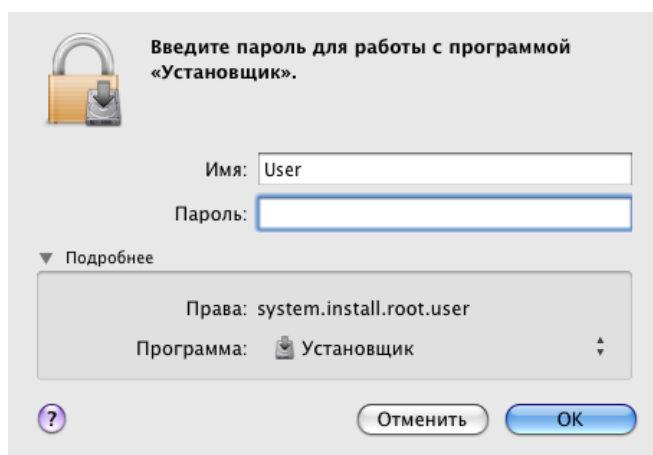 Введите пароль для работы с программой
«Установщик».
Имя: User
Пароль:
Подробнее
Права: system.install.root.user
Программа: Установщик
? Отменить OK